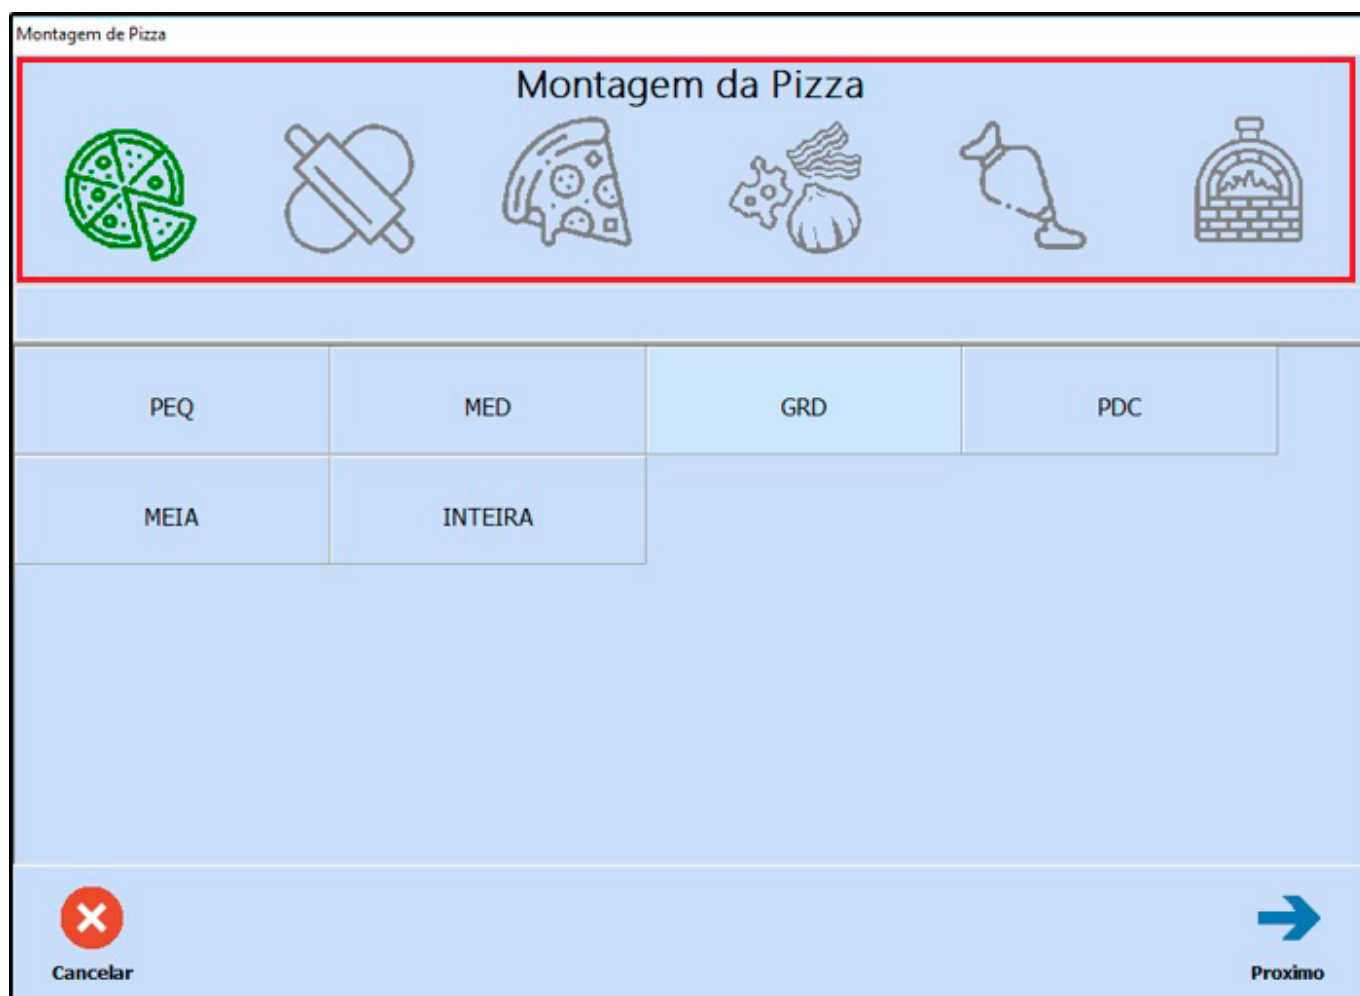 Montagem de Pizza
Montagem da Pizza
PEQ MED GRD PDC
MEIA INTEIRA
Cancelar Proximo